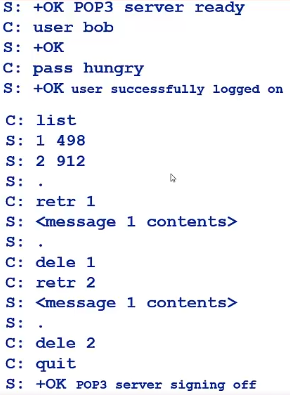 S: +OK POP3 server ready
C: user bob
S: +OK
C: pass hungry
S: +OK user successfully logged on
C: list
S: 1 498
S: 2 912
S: .
C: retr 1
S: <message 1 contents>
S: .
C: dele 1
C: retr 2
S: <message 1 contents>
S: .
C: dele 2
C: quit
S: +OK POP3 server signing off